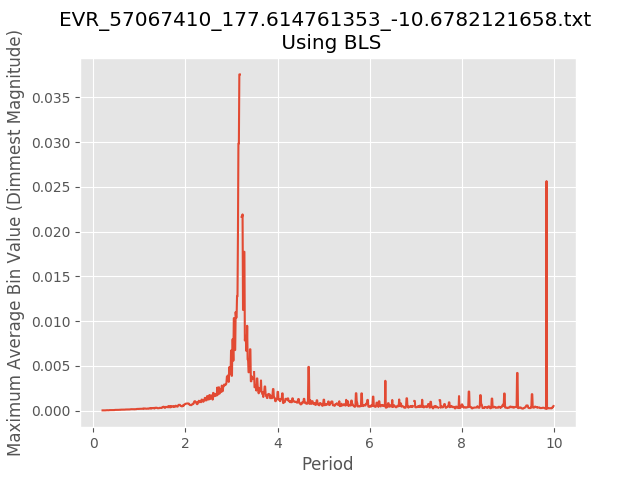 EVR_57067410_177.614761353_-10.6782121658.txt
Using BLS
Maximum Average Bin Value (Dimmest Magnitude)
0.035
0.030
0.025
0.020
0.015
0.010
0.005
0.000
0 2 4 6 8 10
Period